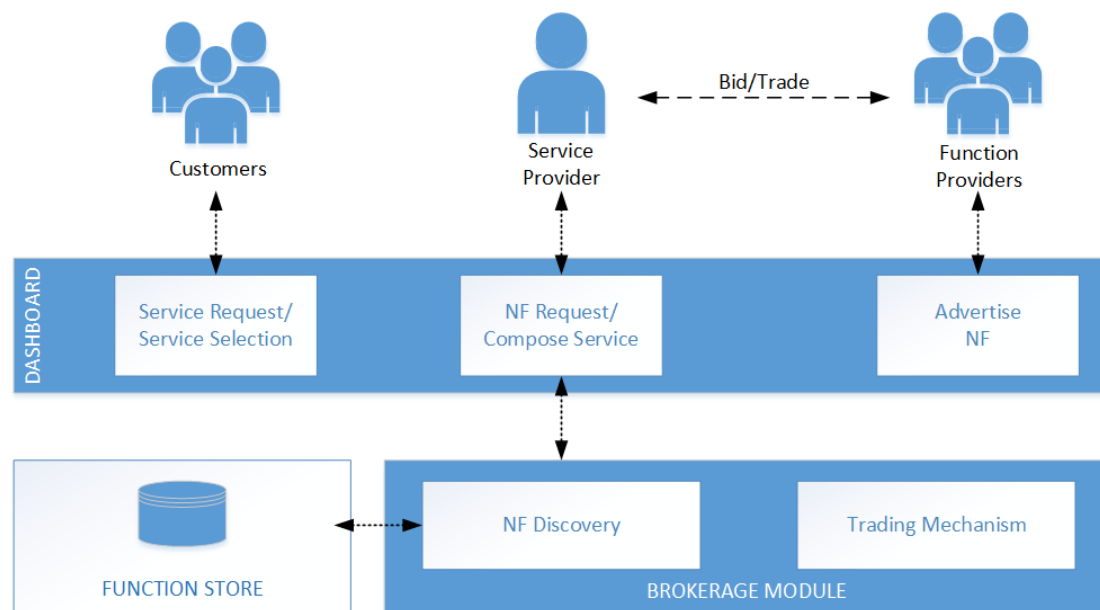 Bid/Trade
Customers
Service
Provider
Function
Providers
DASHBOARD
Service Request/
Service Selection
NF Request/
Compose Service
Advertise
NF
NF Discovery
Trading Mechanism
FUNCTION STORE
BROKERAGE MODULE